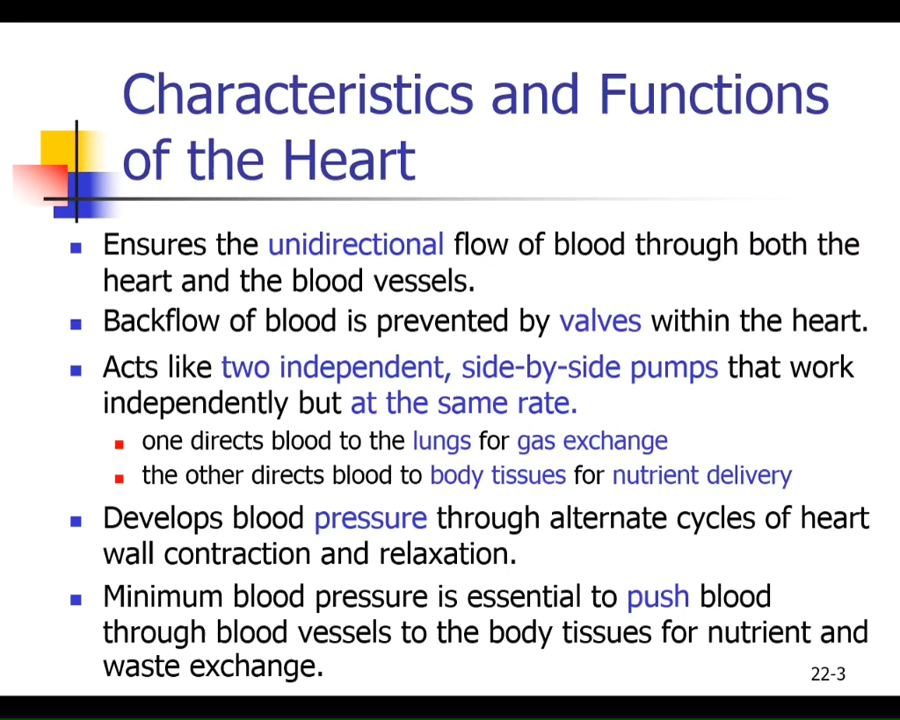 Characteristics and Functions
of the Heart
Ensures the unidirectional flow of blood through both the
heart and the blood vessels.
Backflow of blood is prevented by valves within the heart.
Acts like two independent, side-by-side pumps that work
independently but at the same rate.
one directs blood to the lungs for gas exchange
the other directs blood to body tissues for nutrient delivery
Develops blood pressure through alternate cycles of heart
wall contraction and relaxation.
Minimum blood pressure is essential to push blood
through blood vessels to the body tissues for nutrient and
waste exchange.
22-3